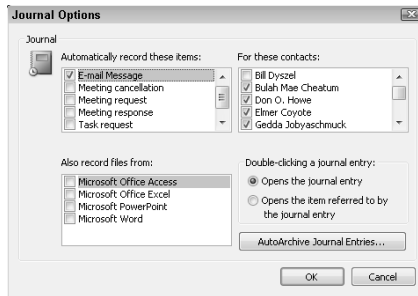 Journal Options
Journal
Automatically record these items:
E-mail Message
Meeting cancellation
Meeting request
Meeting response
Task request
For these contacts:
Bill Dyszel
Bulah Mae Cheatum
Don O. Howe
Elmer Coyote
Gedda Jobyaschmuck
Also record files from:
Microsoft Office Access
Microsoft Office Excel
Microsoft PowerPoint
Microsoft Word
Double-clicking a journal entry:
Opens the journal entry
Opens the item referred to by
the journal entry
AutoArchive Journal Entries...
OK
Cancel